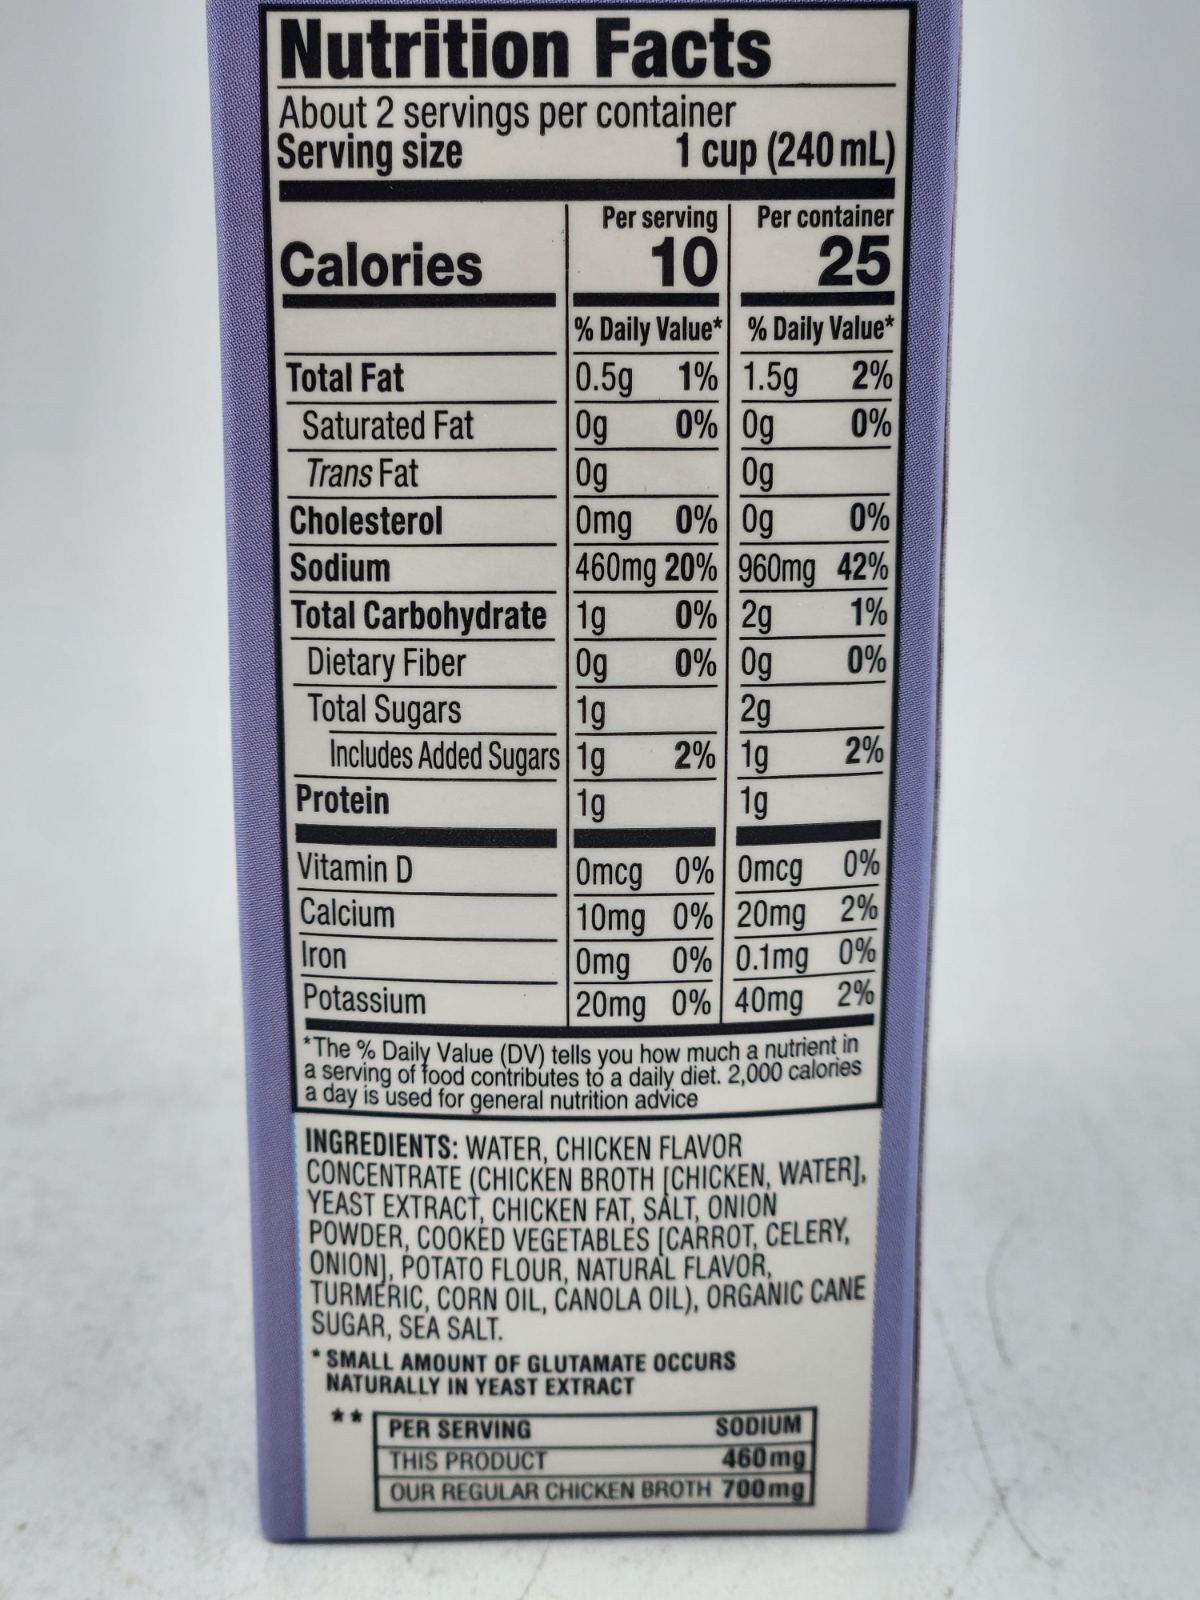 Nutrition Facts
About 2 servings per container
Serving size 1 cup (240 mL)
Per serving Per container
Calories 10 25
% Daily Value* % Daily Value*
Total Fat 0.5g 1% 1.5g 2%
Saturated Fat 0g 0% 0g 0%
Trans Fat 0g 0g
Cholesterol 0mg 0% 0g 0%
Sodium 460mg 20% 960mg 42%
Total Carbohydrate 1g 0% 2g 1%
Dietary Fiber 0g 0% 0g 0%
Total Sugars 1g 2g
Includes Added Sugars 1g 2% 1g 2%
Protein 1g 1g
Vitamin D 0mcg 0% 0mcg 0%
Calcium 10mg 0% 20mg 2%
Iron 0mg 0% 0.1mg 0%
Potassium 20mg 0% 40mg 2%
*The % Daily Value (DV) tells you how much a nutrient in
a serving of food contributes to a daily diet. 2,000 calories
a day is used for general nutrition advice
INGREDIENTS: WATER, CHICKEN FLAVOR
CONCENTRATE (CHICKEN BROTH [CHICKEN, WATER],
YEAST EXTRACT, CHICKEN FAT, SALT, ONION
POWDER, COOKED VEGETABLES [CARROT, CELERY,
ONION], POTATO FLOUR, NATURAL FLAVOR,
TURMERIC, CORN OIL, CANOLA OIL), ORGANIC CANE
SUGAR, SEA SALT.
* SMALL AMOUNT OF GLUTAMATE OCCURS
NATURALLY IN YEAST EXTRACT
** PER SERVING SODIUM
THIS PRODUCT 460mg
OUR REGULAR CHICKEN BROTH 700mg